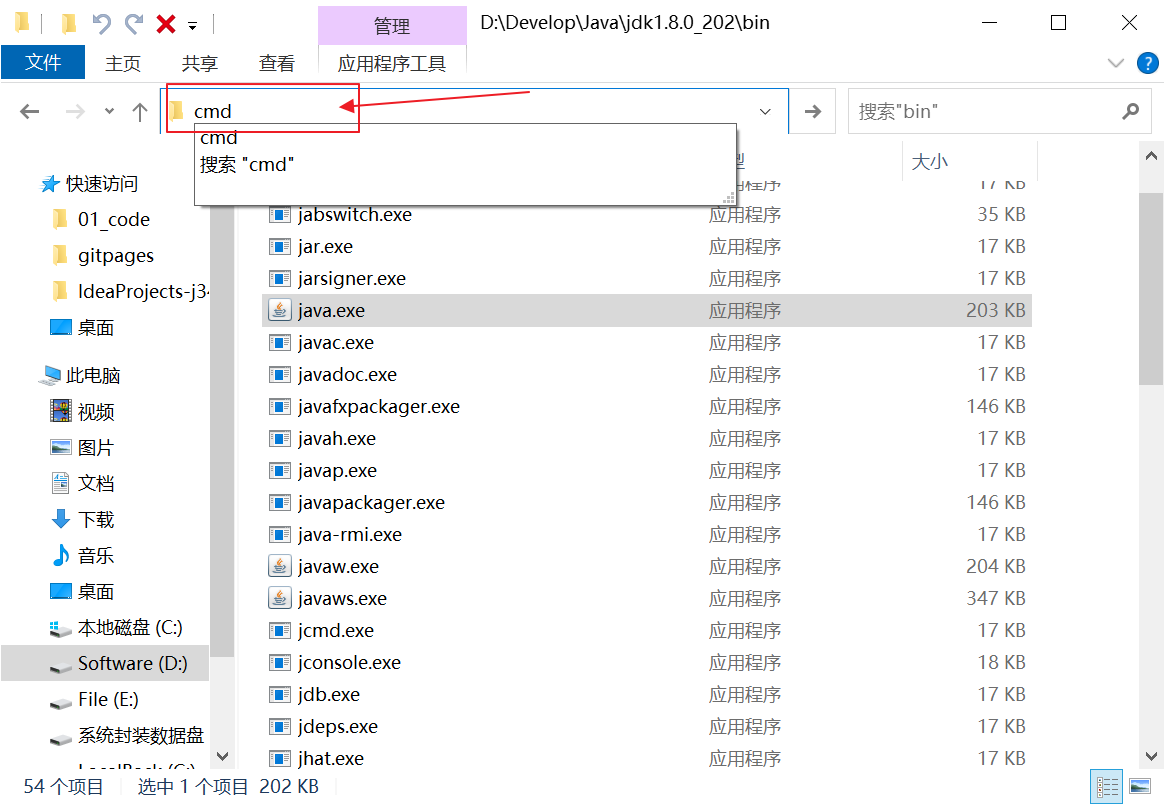 管理
D:\Develop\Java\jdk1.8.0_202\bin
文件
主页
共享
查看
应用程序工具
cmd
搜索"bin"
cmd
搜索 "cmd"
型
大小
应用程序
17 KB
快速访问
01_code
gitpages
IdeaProjects-j34
桌面
此电脑
视频
图片
文档
下载
音乐
桌面
本地磁盘 (C:)
Software (D:)
File (E:)
系统封装数据盘
jabswitch.exe 应用程序 35 KB
jar.exe 应用程序 17 KB
jarsigner.exe 应用程序 17 KB
java.exe 应用程序 203 KB
javac.exe 应用程序 17 KB
javadoc.exe 应用程序 17 KB
javafxpackager.exe 应用程序 146 KB
javah.exe 应用程序 17 KB
javap.exe 应用程序 17 KB
javapackager.exe 应用程序 146 KB
java-rmi.exe 应用程序 17 KB
javaw.exe 应用程序 204 KB
javaws.exe 应用程序 347 KB
jcmd.exe 应用程序 17 KB
jconsole.exe 应用程序 18 KB
jdb.exe 应用程序 17 KB
jdeps.exe 应用程序 17 KB
jhat.exe 应用程序 17 KB
54 个项目
选中 1 个项目 202 KB